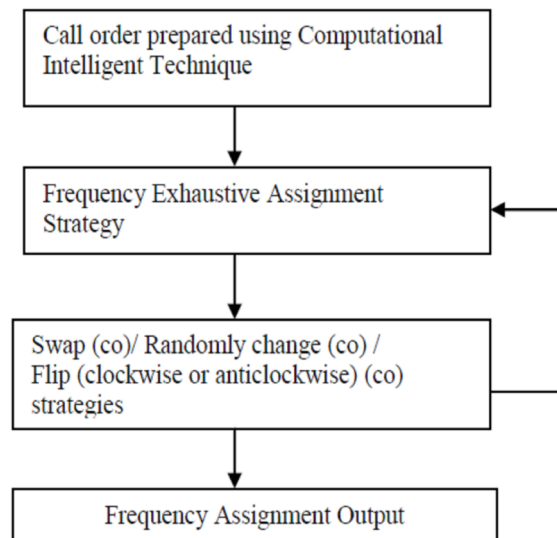 Call order prepared using Computational
Intelligent Technique
Frequency Exhaustive Assignment
Strategy
Swap (co)/ Randomly change (co) /
Flip (clockwise or anticlockwise) (co)
strategies
Frequency Assignment Output